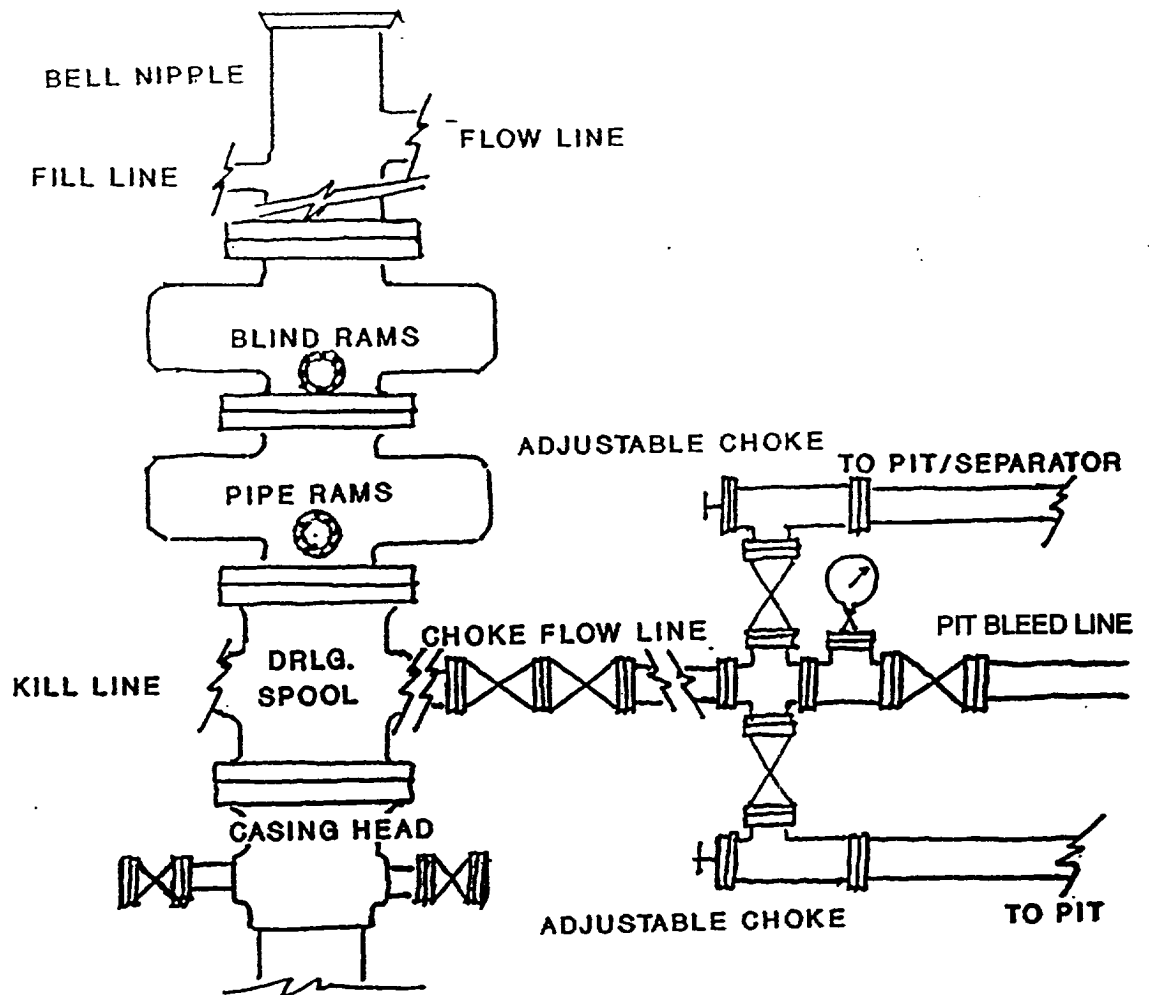 BELL NIPPLE
FLOW LINE
FILL LINE
BLIND RAMS
ADJUSTABLE CHOKE
TO PIT/SEPARATOR
PIPE RAMS
CHOKE FLOW LINE
PIT BLEED LINE
KILL LINE
DRLG.
SPOOL
CASING HEAD
ADJUSTABLE CHOKE
TO PIT